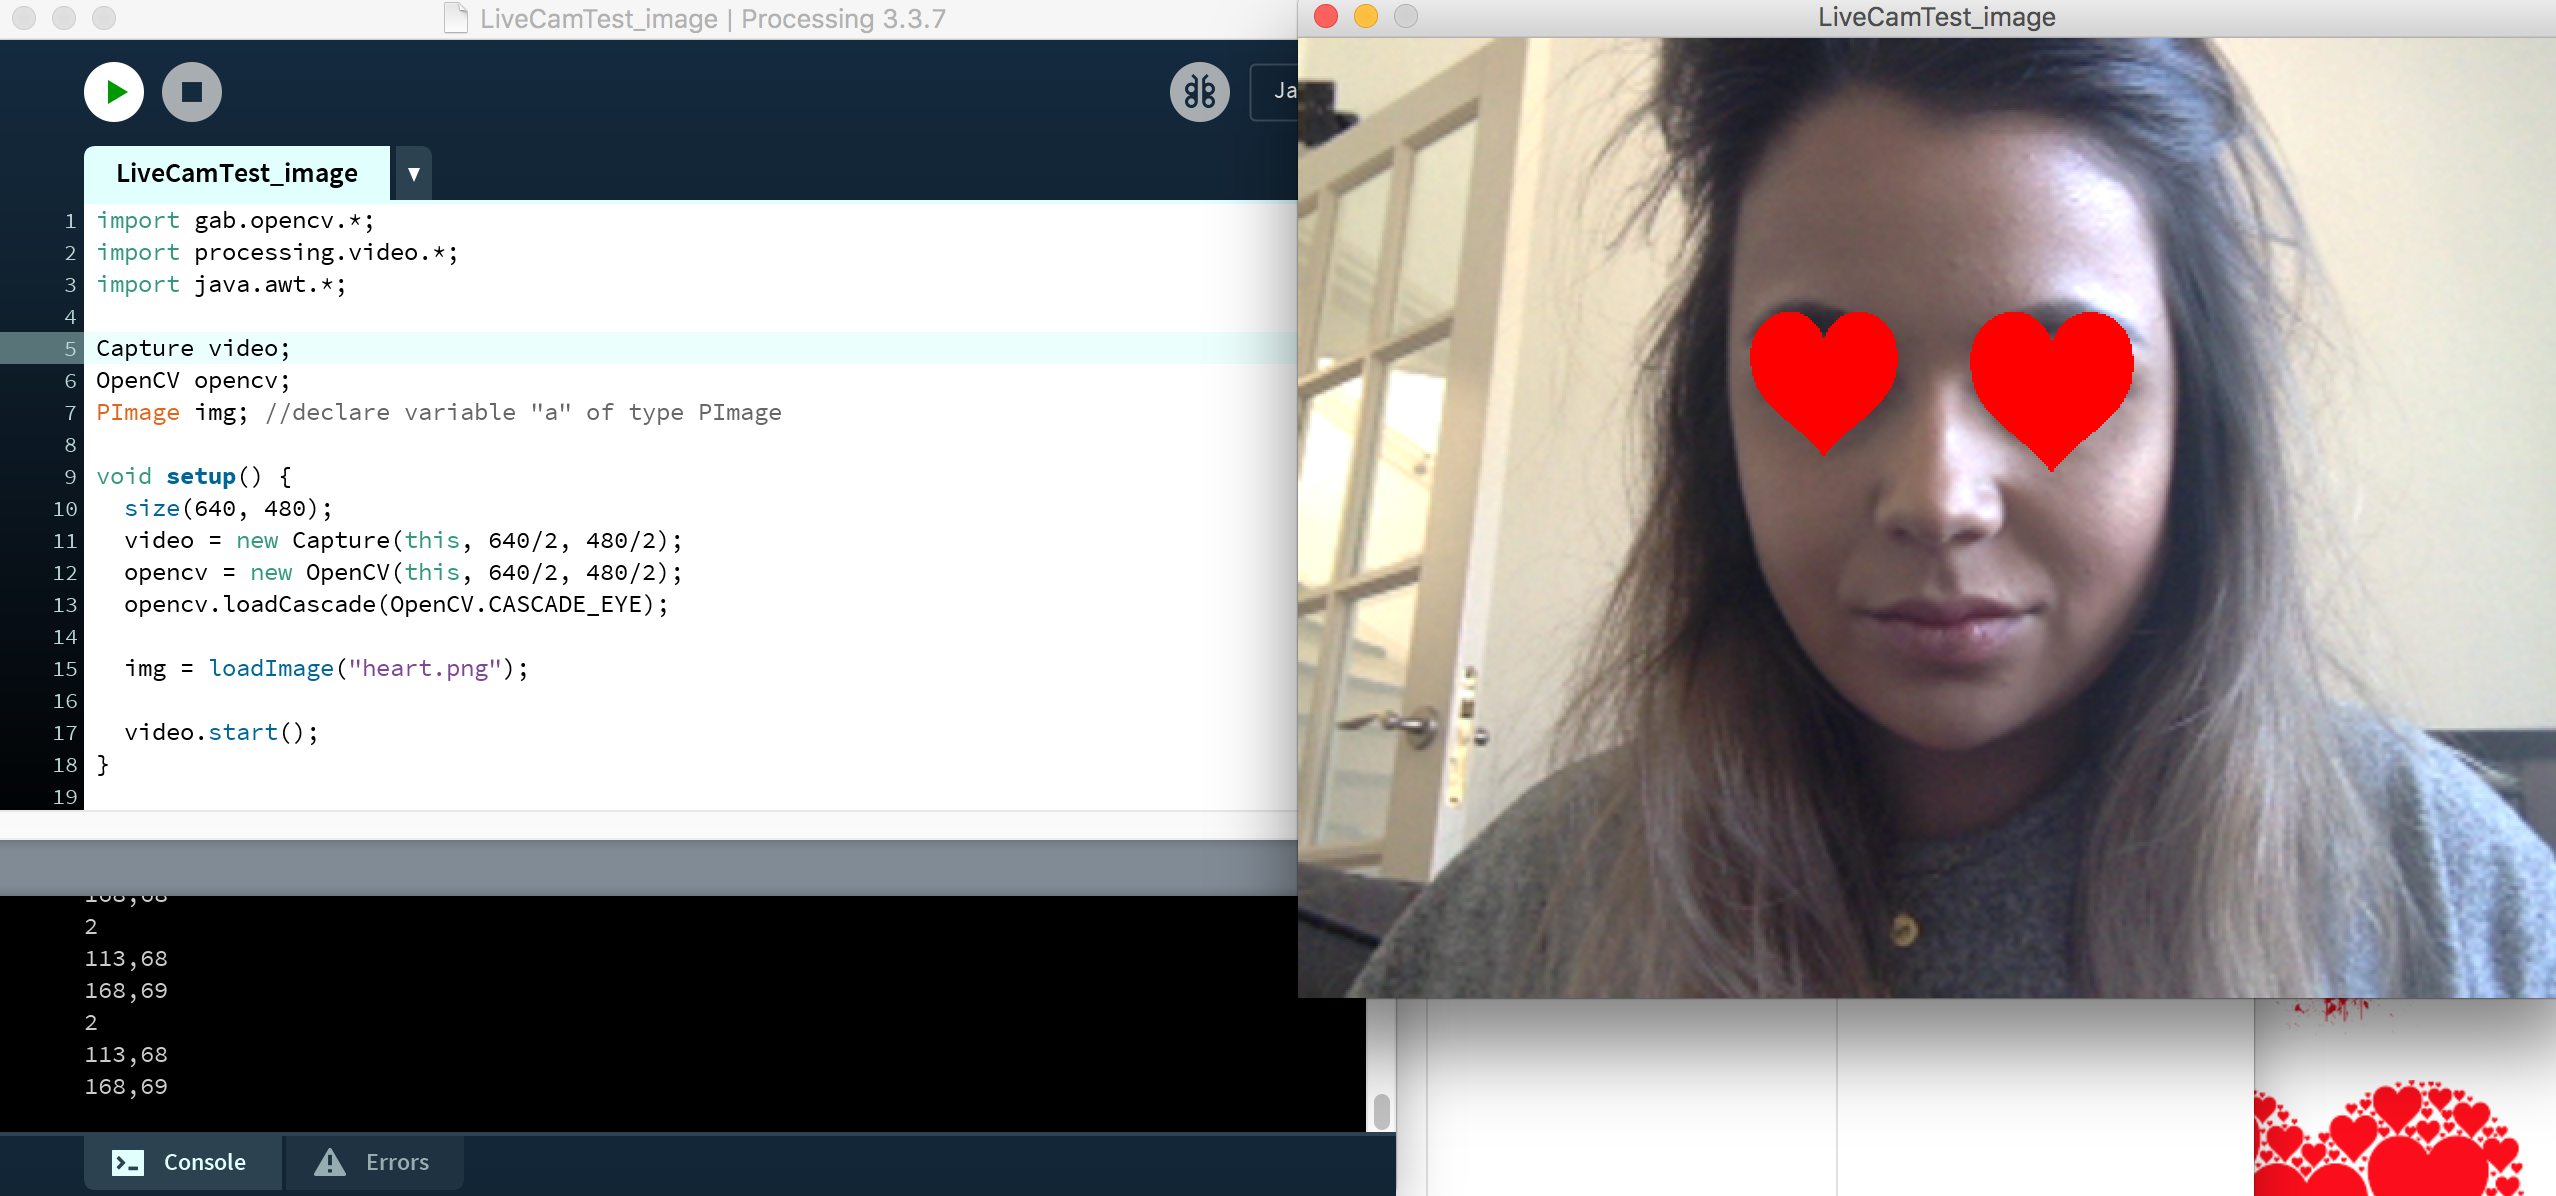 LiveCamTest_image | Processing 3.3.7
Ja
LiveCamTest_image
1 import gab.opencv.*;
2 import processing.video.*;
3 import java.awt.*;
4
5 Capture video;
6 OpenCV opencv;
7 PImage img; //declare variable "a" of type PImage
8
9 void setup() {
10 size(640, 480);
11 video = new Capture(this, 640/2, 480/2);
12 opencv = new OpenCV(this, 640/2, 480/2);
13 opencv.loadCascade(OpenCV.CASCADE_EYE);
14
15 img = loadImage("heart.png");
16
17 video.start();
18 }
19
168,68
2
113,68
168,69
2
113,68
168,69
Console
Errors
LiveCamTest_image